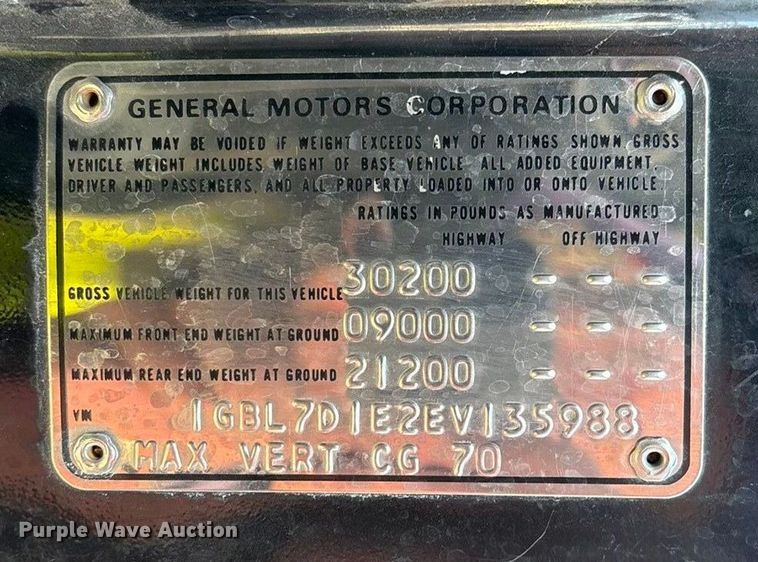 GENERAL MOTORS CORPORATION
WARRANTY MAY BE VOIDED IF WEIGHT EXCEEDS ANY OF RATINGS SHOWN GROSS
VEHICLE WEIGHT INCLUDES WEIGHT OF BASE VEHICLE, ALL ADDED EQUIPMENT,
DRIVER AND PASSENGERS, AND ALL PROPERTY LOADED INTO OR ONTO VEHICLE.
RATINGS IN POUNDS AS MANUFACTURED
HIGHWAY OFF HIGHWAY
GROSS VEHICLE WEIGHT FOR THIS VEHICLE 30200 - - -
MAXIMUM FRONT END WEIGHT AT GROUND 09000 - - -
MAXIMUM REAR END WEIGHT AT GROUND 21200 - - -
VIN 1GBL7D1E2EV135988
MAX VERT CG 70
Purple Wave Auction